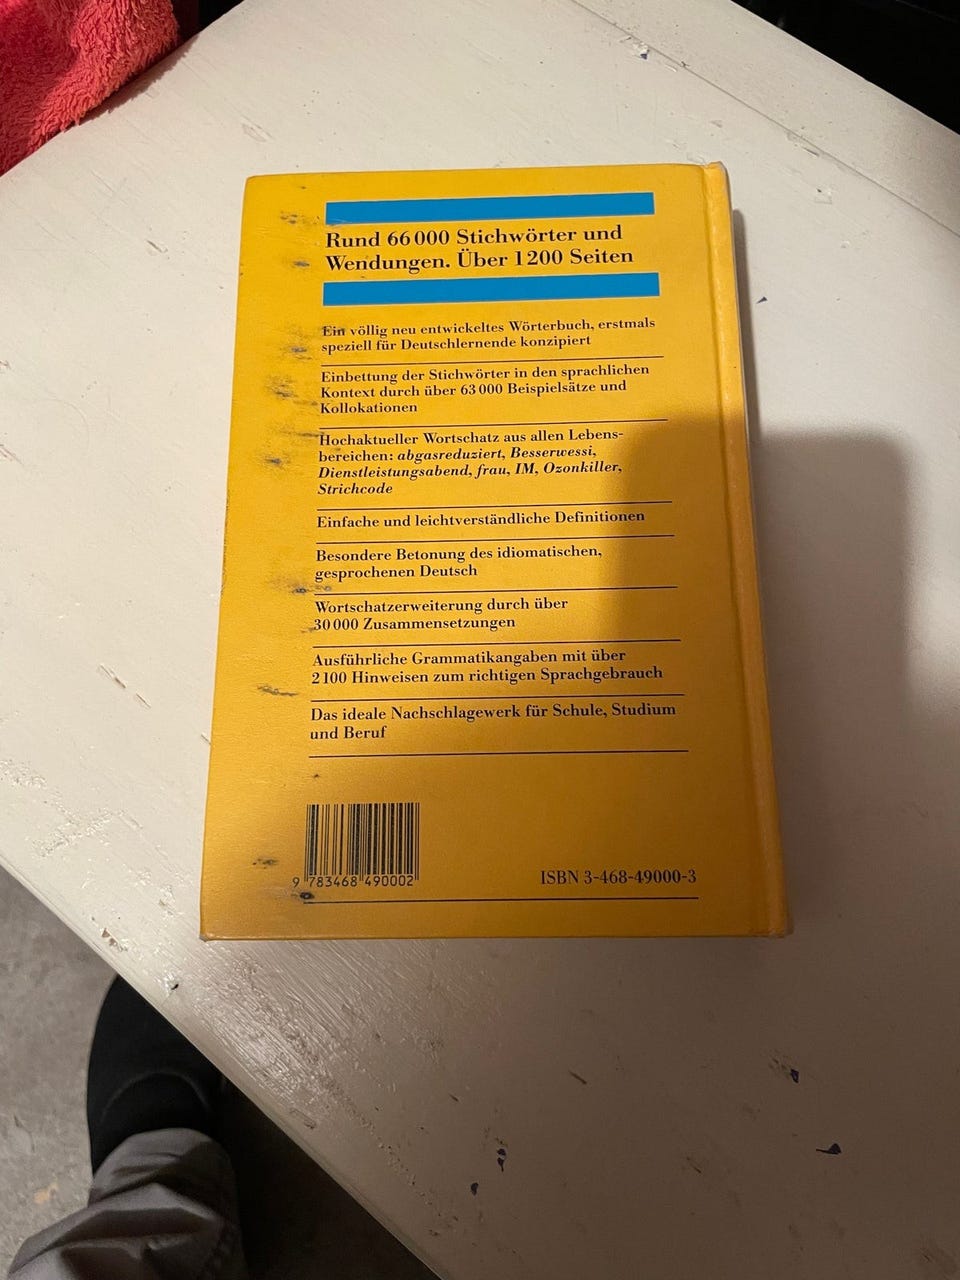 Rund 66 000 Stichwörter und
Wendungen. Über 1200 Seiten
Ein völlig neu entwickeltes Wörterbuch, erstmals
speziell für Deutschlernende konzipiert
Einbettung der Stichwörter in den sprachlichen
Kontext durch über 63 000 Beispielsätze und
Kollokationen
Hochaktueller Wortschatz aus allen Lebens-
bereichen: abgasreduziert, Besserwessi,
Dienstleistungsabend, frau, IM, Ozonkiller,
Strichcode
Einfache und leichtverständliche Definitionen
Besondere Betonung des idiomatischen,
gesprochenen Deutsch
Wortschatzerweiterung durch über
30 000 Zusammensetzungen
Ausführliche Grammatikangaben mit über
2 100 Hinweisen zum richtigen Sprachgebrauch
Das ideale Nachschlagewerk für Schule, Studium
und Beruf
9 783468 490002
ISBN 3-468-49000-3